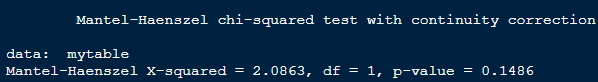 Mantel-Haenszel chi-squared test with continuity correction
data:  mytable
Mantel-Haenszel X-squared = 2.0863, df = 1, p-value = 0.1486